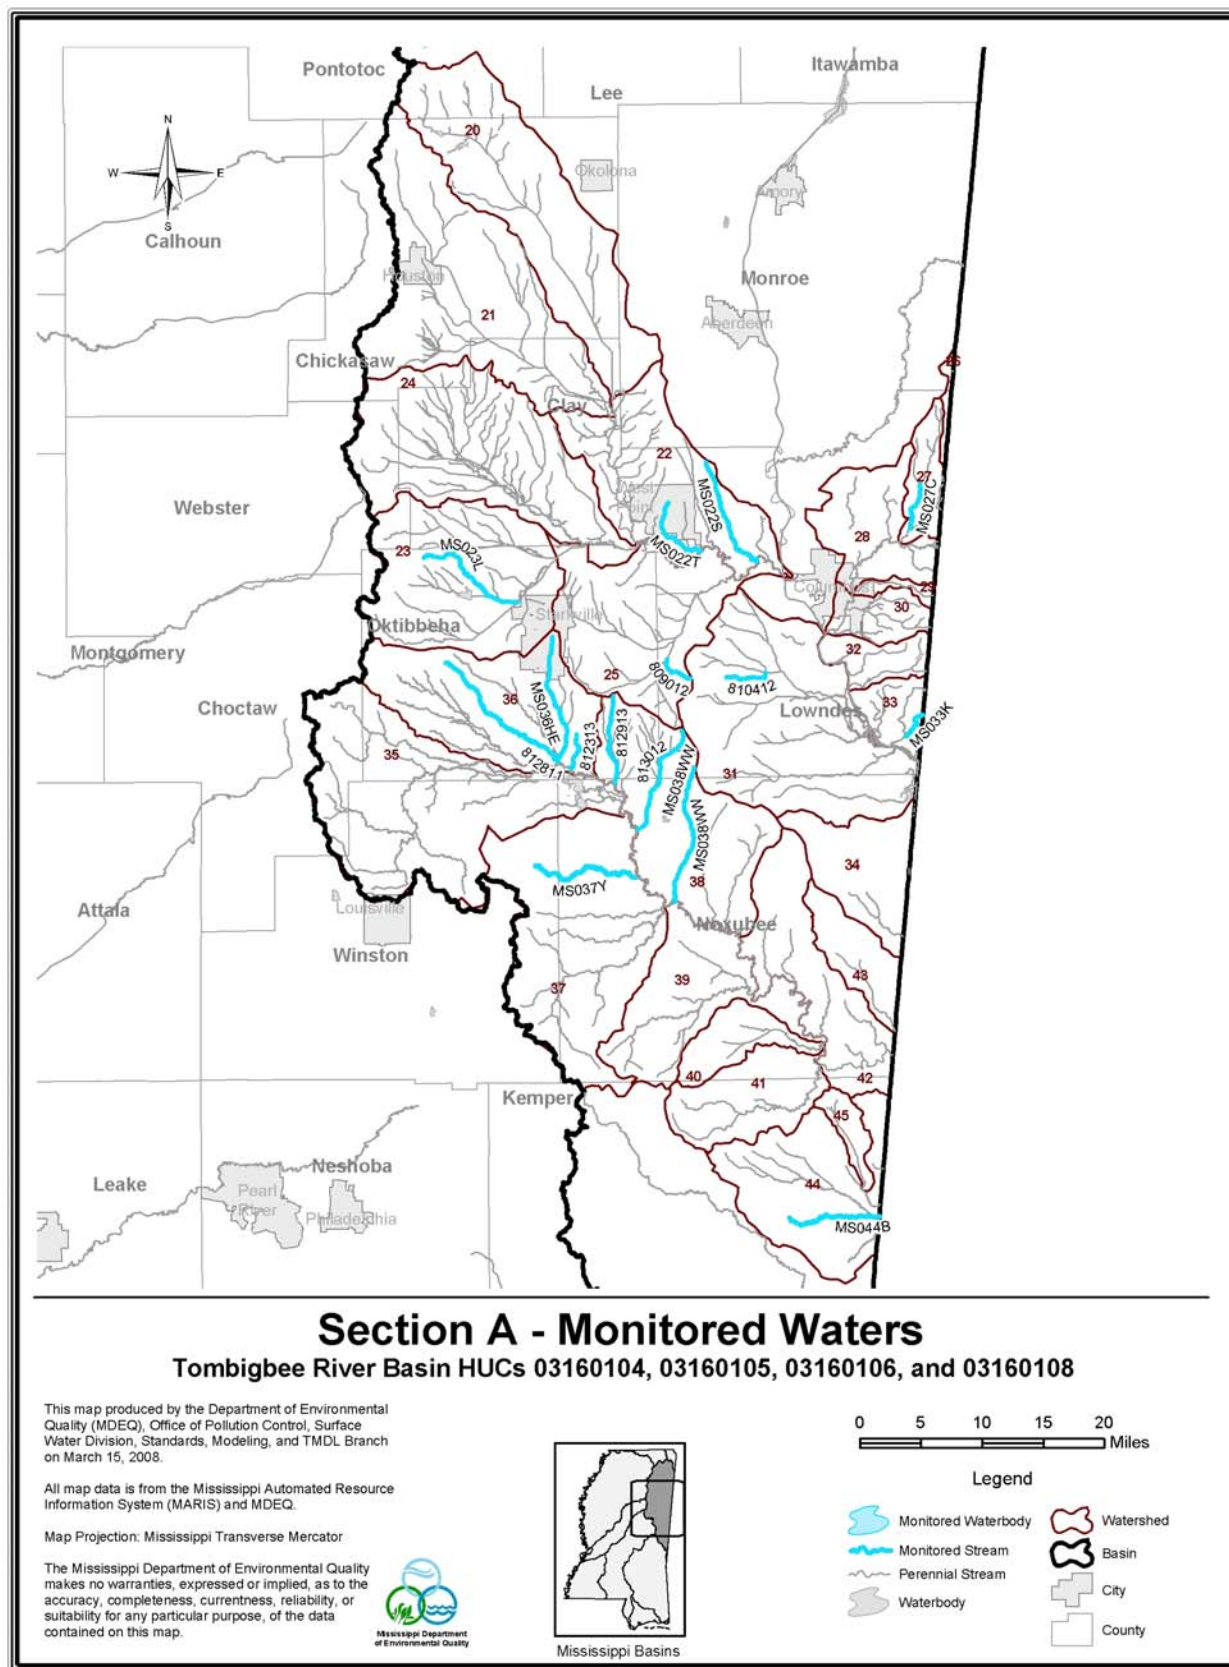 Pontotoc
Itawamba
Lee
20
N
W
E
S
Okolona
Amory
Calhoun
Houston
Monroe
21
Aberdeen
Chickasaw
24
26
Clay
22
27
Webster
West
Point
MS022S
MS027C
28
23
MS023L
MS022T
29
Columbus
30
Starkville
Oktibbeha
Montgomery
32
25
809012
810412
36
MS036HE
Choctaw
33
Lowndes
MS033K
812811
812313
812913
813012
MS038WW
35
31
MS038WW
34
MS037Y
38
Attala
Louisville
Noxubee
Winston
43
39
37
40
41
42
Kemper
45
Neshoba
Leake
Pearl
River
Philadelphia
44
MS044B
Section A - Monitored Waters
Tombigbee River Basin HUCs 03160104, 03160105, 03160106, and 03160108
This map produced by the Department of Environmental
Quality (MDEQ), Office of Pollution Control, Surface
Water Division, Standards, Modeling, and TMDL Branch
on March 15, 2008.
All map data is from the Mississippi Automated Resource
Information System (MARIS) and MDEQ.
Map Projection: Mississippi Transverse Mercator
The Mississippi Department of Environmental Quality
makes no warranties, expressed or implied, as to the
accuracy, completeness, currentness, reliability, or
suitability for any particular purpose, of the data
contained on this map.
Mississippi Department
of Environmental Quality
Mississippi Basins
0 5 10 15 20
Miles
Legend
Monitored Waterbody
Monitored Stream
Perennial Stream
Waterbody
Watershed
Basin
City
County